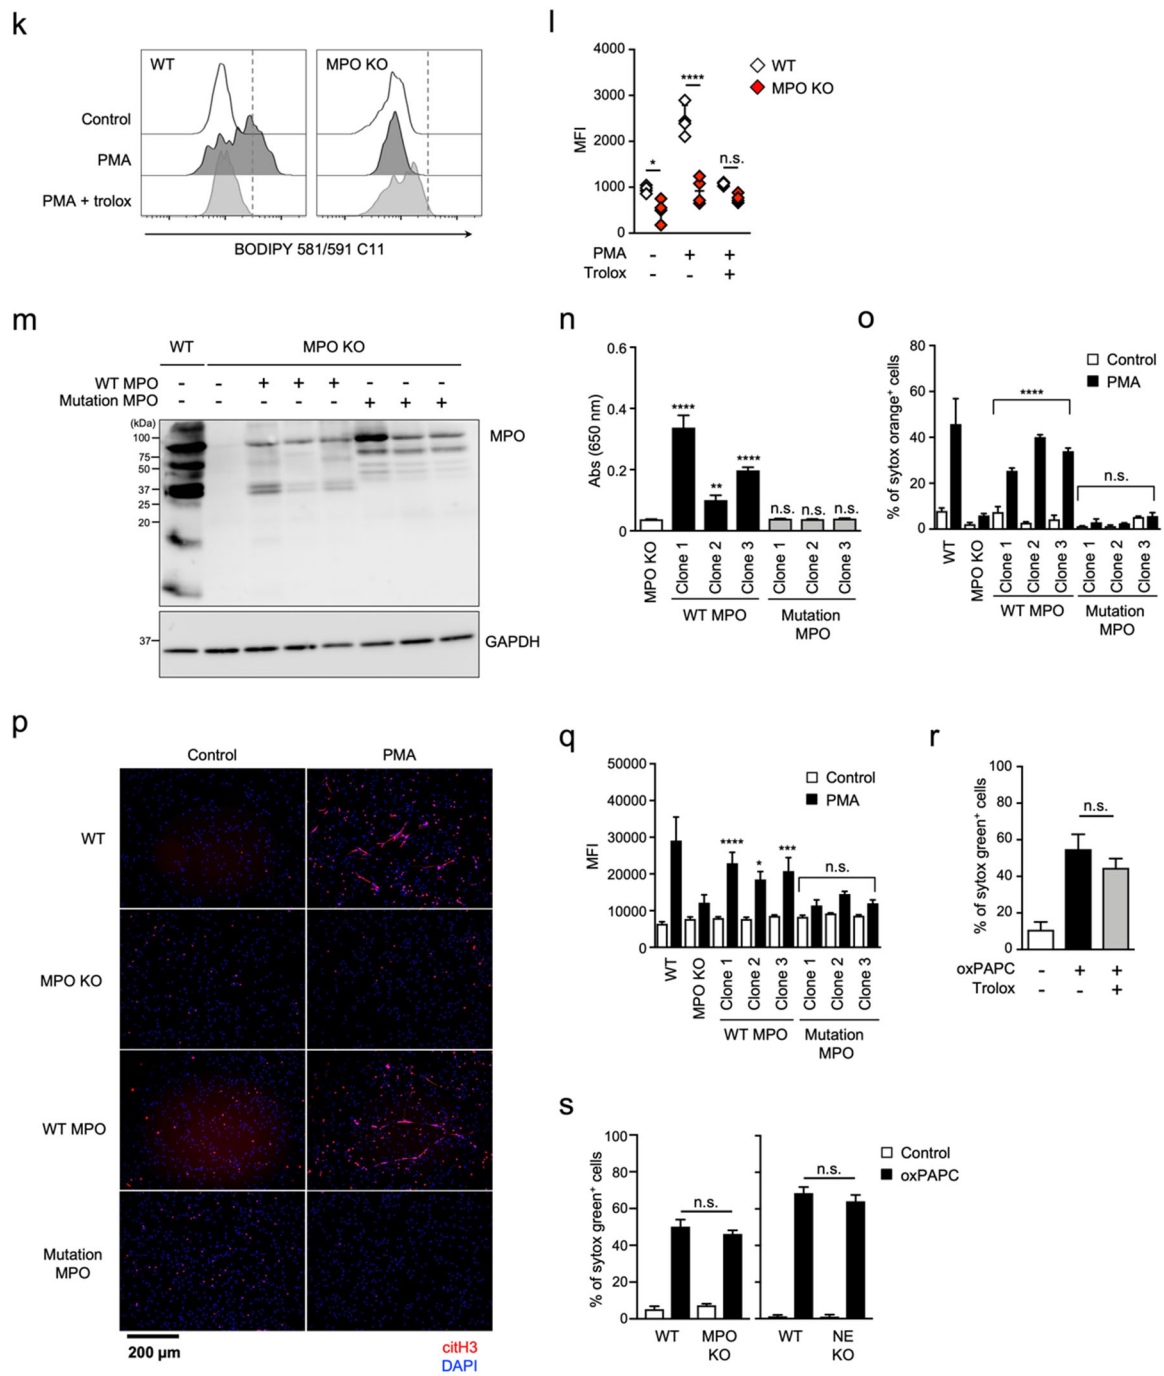 k
WT
MPO KO
Control
PMA
PMA + trolox
BODIPY 581/591 C11
l
4000
3000
2000
1000
0
MFI
*
****
n.s.
WT
MPO KO
PMA - + +
Trolox - - +
m
WT MPO KO
WT MPO - - + + + - - -
Mutation MPO - - - - - + + +
(kDa)
100
75
50
37
25
20
MPO
37
GAPDH
n
0.6
0.4
0.2
0
Abs (650 nm)
****
**
****
n.s. n.s. n.s.
MPO KO
Clone 1
Clone 2
Clone 3
Clone 1
Clone 2
Clone 3
WT MPO
Mutation
MPO
o
80
60
40
20
0
% of sytox orange+ cells
Control
PMA
****
n.s.
WT
MPO KO
Clone 1
Clone 2
Clone 3
Clone 1
Clone 2
Clone 3
WT MPO
Mutation
MPO
p
Control PMA
WT
MPO KO
WT MPO
Mutation
MPO
200 µm
citH3
DAPI
q
50000
40000
30000
20000
10000
0
MFI
Control
PMA
****
*
***
n.s.
WT
MPO KO
Clone 1
Clone 2
Clone 3
Clone 1
Clone 2
Clone 3
WT MPO
Mutation
MPO
r
100
80
60
40
20
0
% of sytox green+ cells
n.s.
oxPAPC - + +
Trolox - - +
s
100
80
60
40
20
0
% of sytox green+ cells
n.s.
n.s.
Control
oxPAPC
WT
MPO
KO
WT
NE
KO